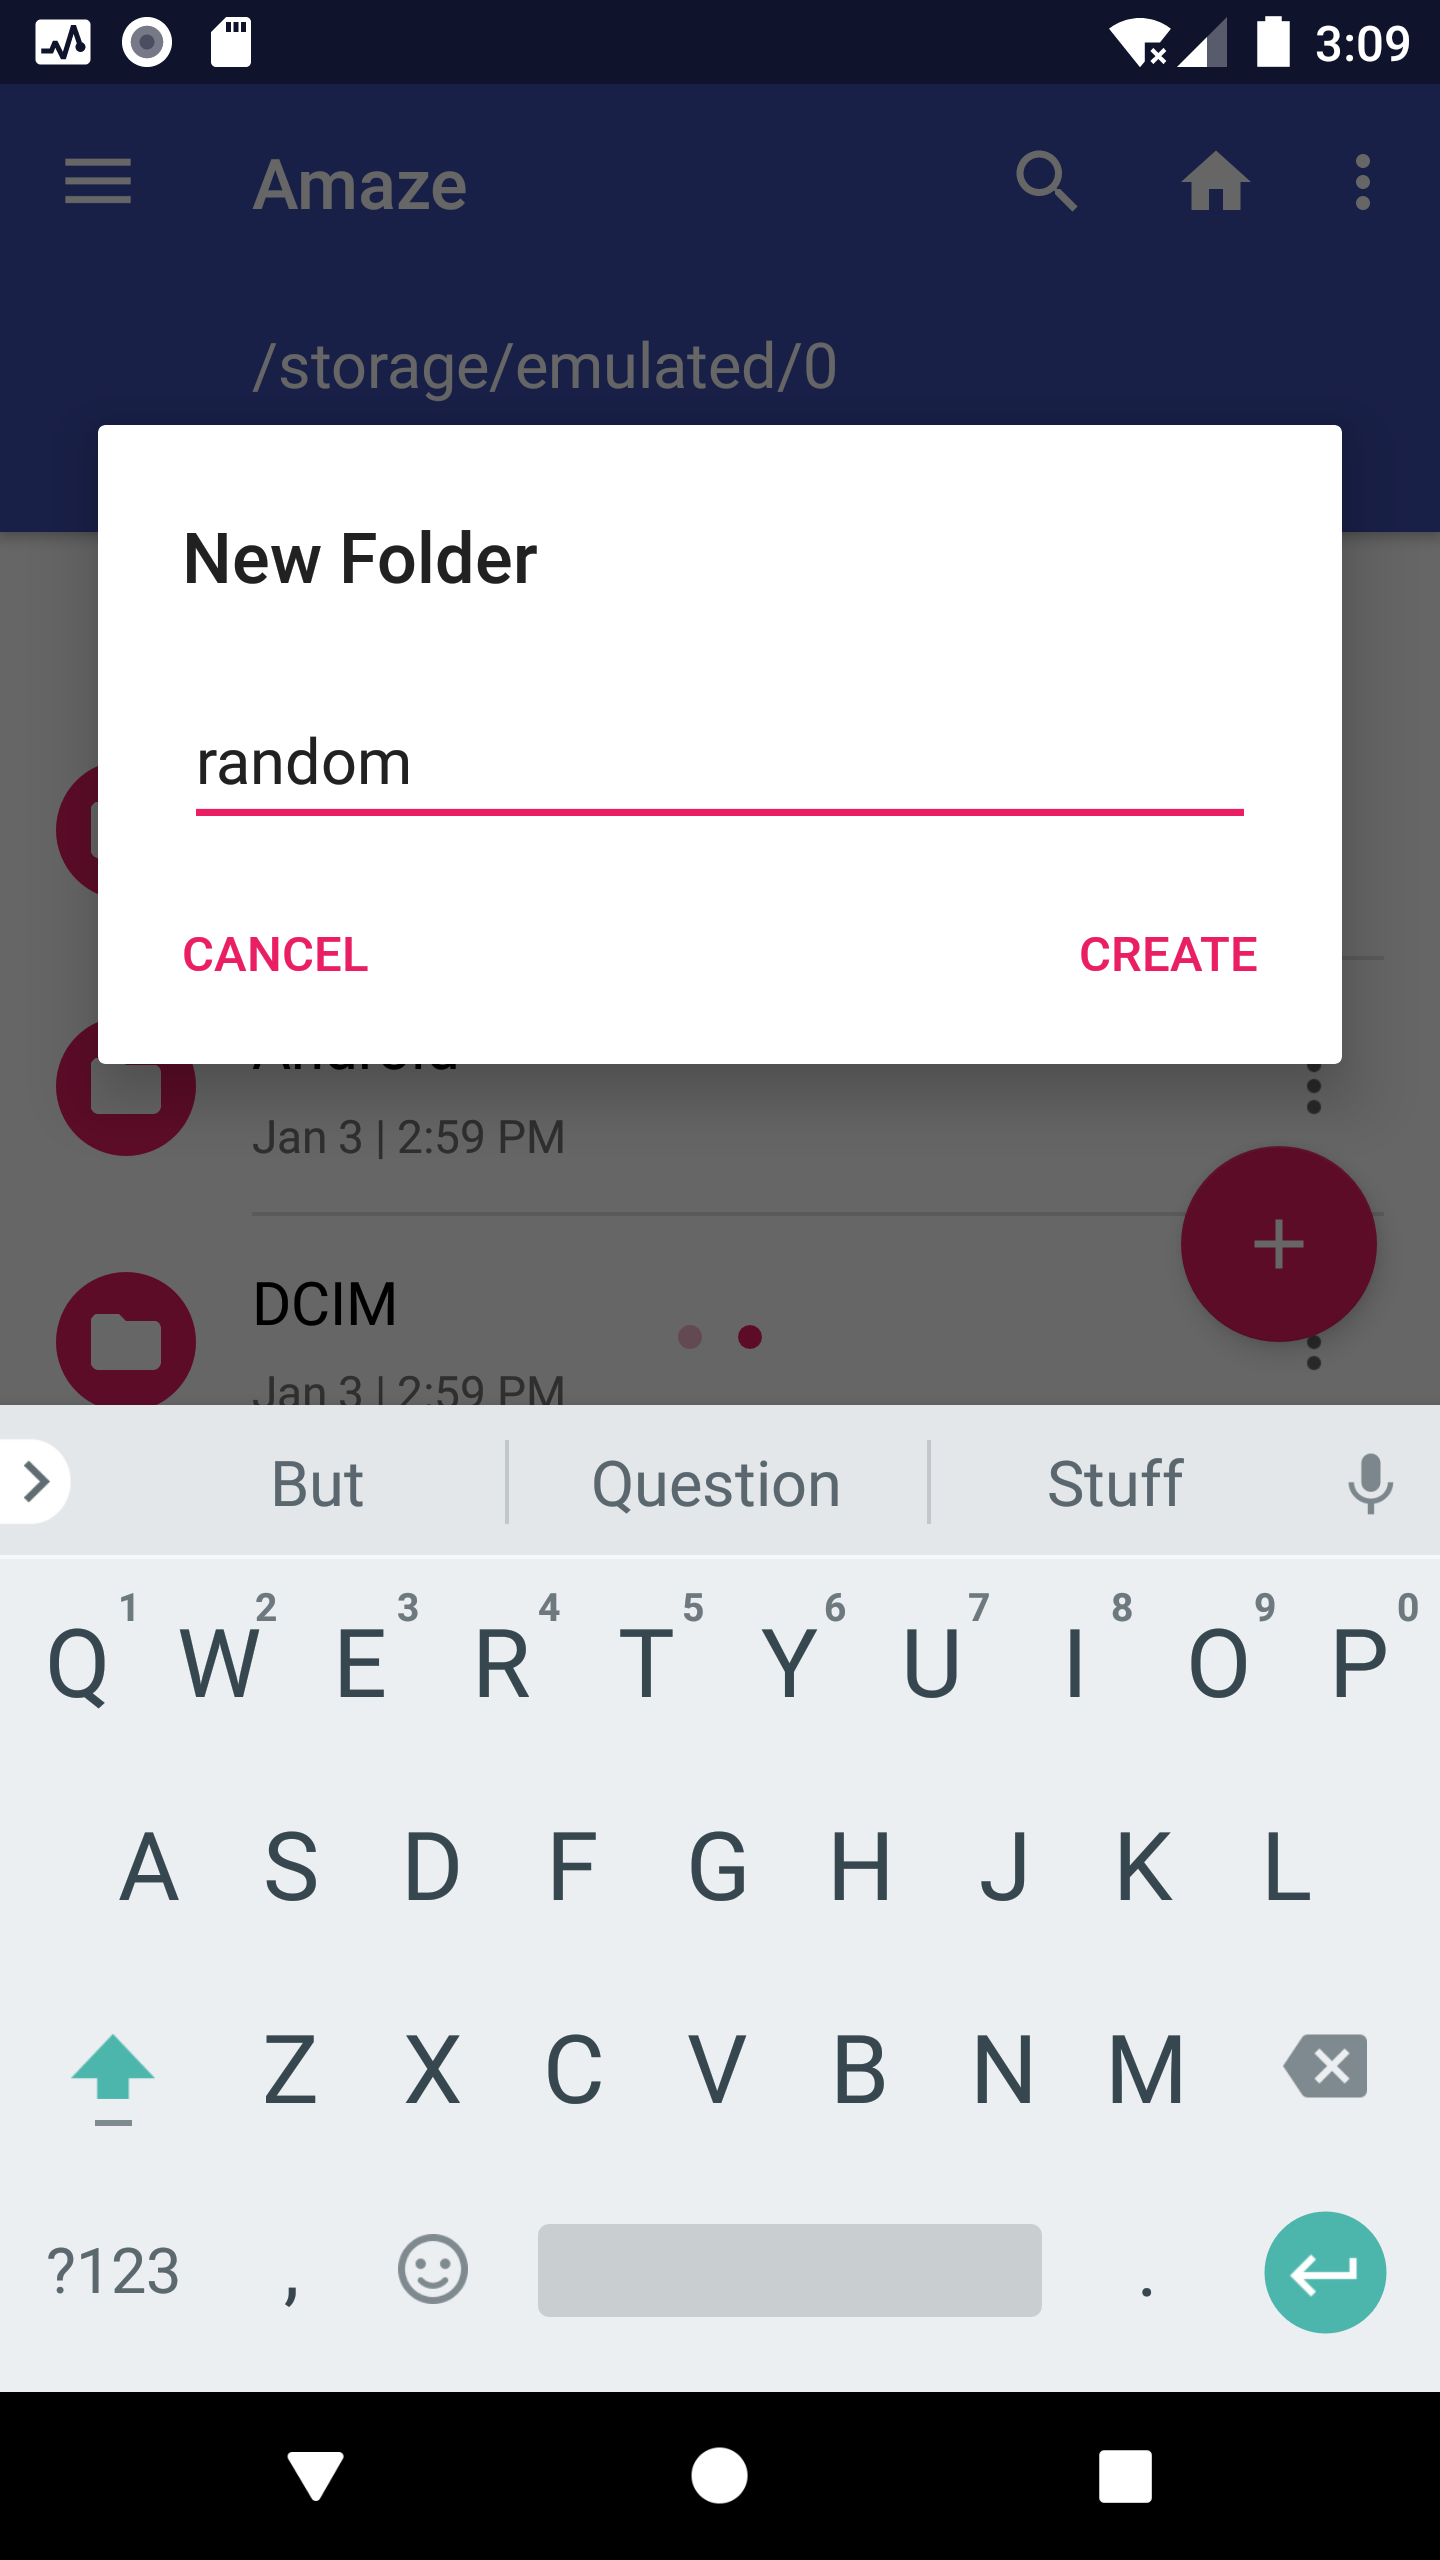 3:09
Amaze
/storage/emulated/0
New Folder
random
CANCEL CREATE
Android
Jan 3 | 2:59 PM
DCIM
Jan 3 | 2:59 PM
But Question Stuff
1 2 3 4 5 6 7 8 9 0
Q W E R T Y U I O P
A S D F G H J K L
Z X C V B N M
?123 , .